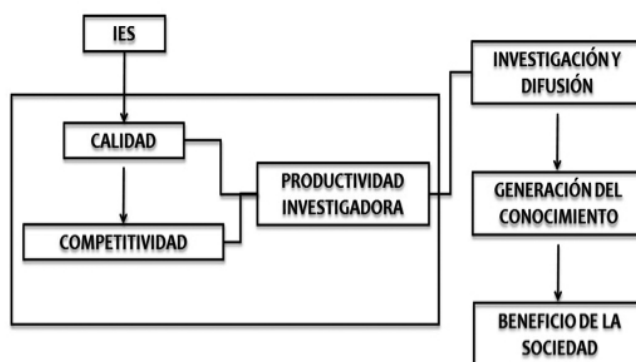 IES
CALIDAD
COMPETITIVIDAD
PRODUCTIVIDAD
INVESTIGADORA
INVESTIGACIÓN Y
DIFUSIÓN
GENERACIÓN DEL
CONOCIMIENTO
BENEFICIO DE LA
SOCIEDAD